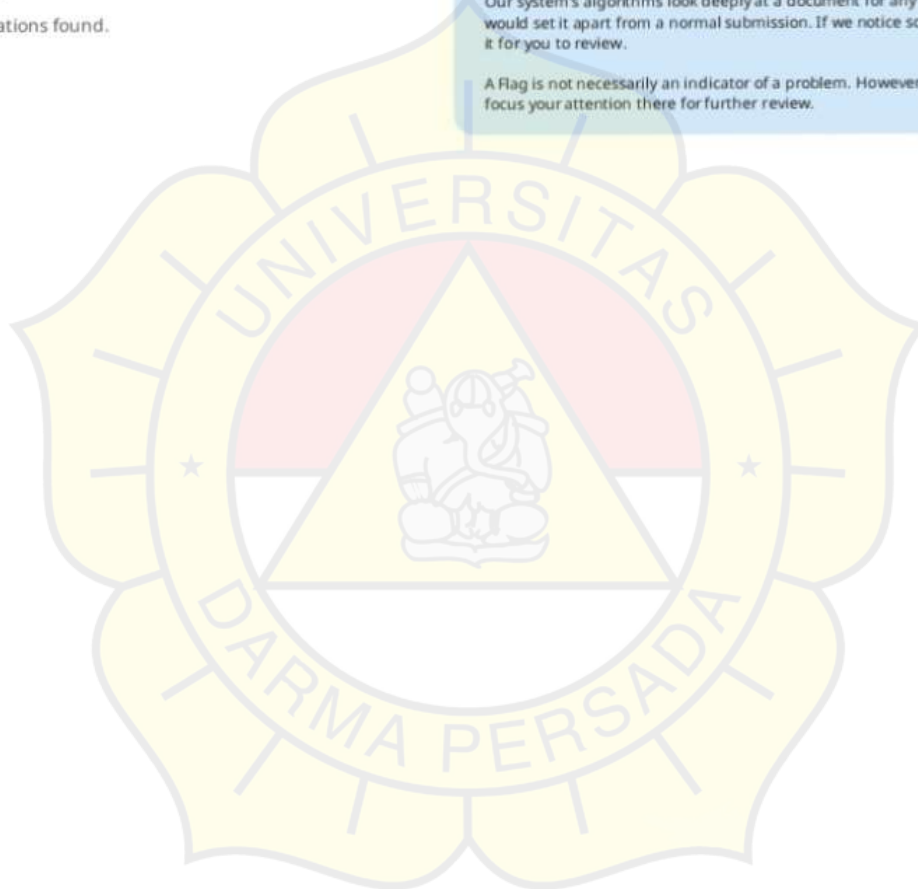 ations found.
Our system's algorithms look deeply at a document for any
would set it apart from a normal submission. If we notice so
it for you to review.
A Flag is not necessarily an indicator of a problem. However
focus your attention there for further review.
UNIVERSITAS
DARMA PERSADA